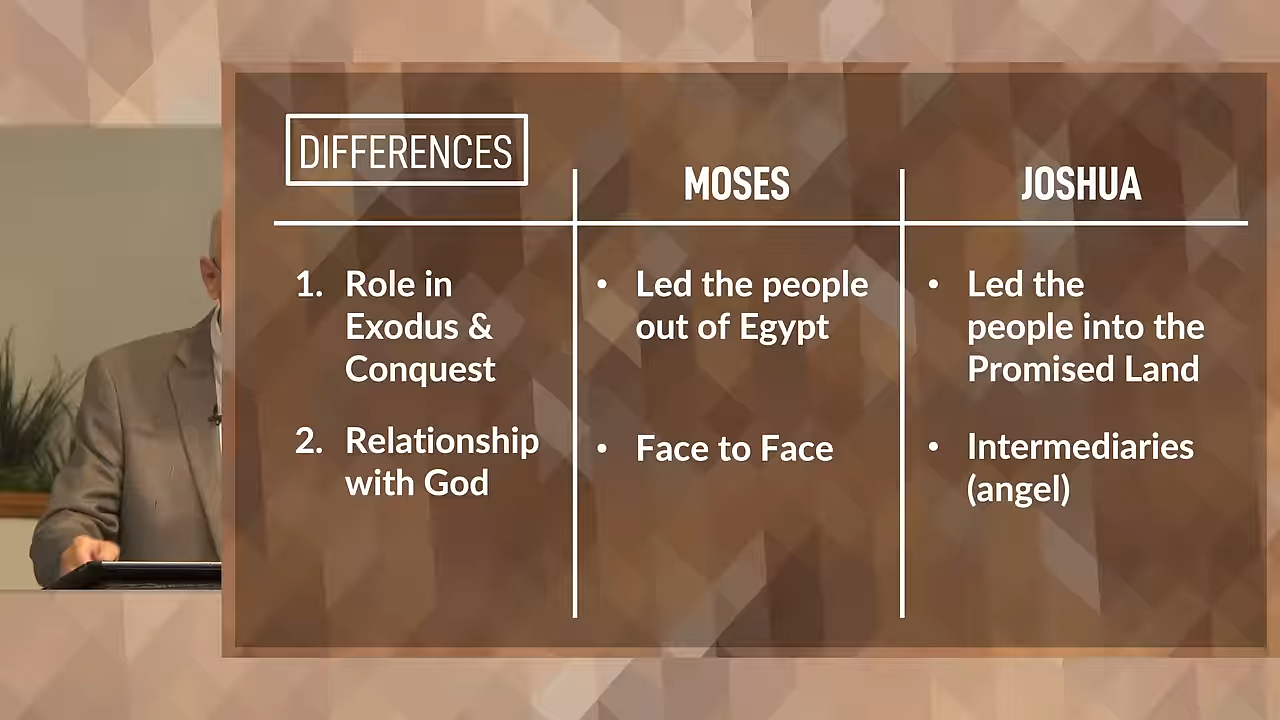 DIFFERENCES
MOSES
JOSHUA
1. Role in
Exodus &
Conquest
• Led the people
out of Egypt
• Led the
people into the
Promised Land
2. Relationship
with God
• Face to Face
• Intermediaries
(angel)